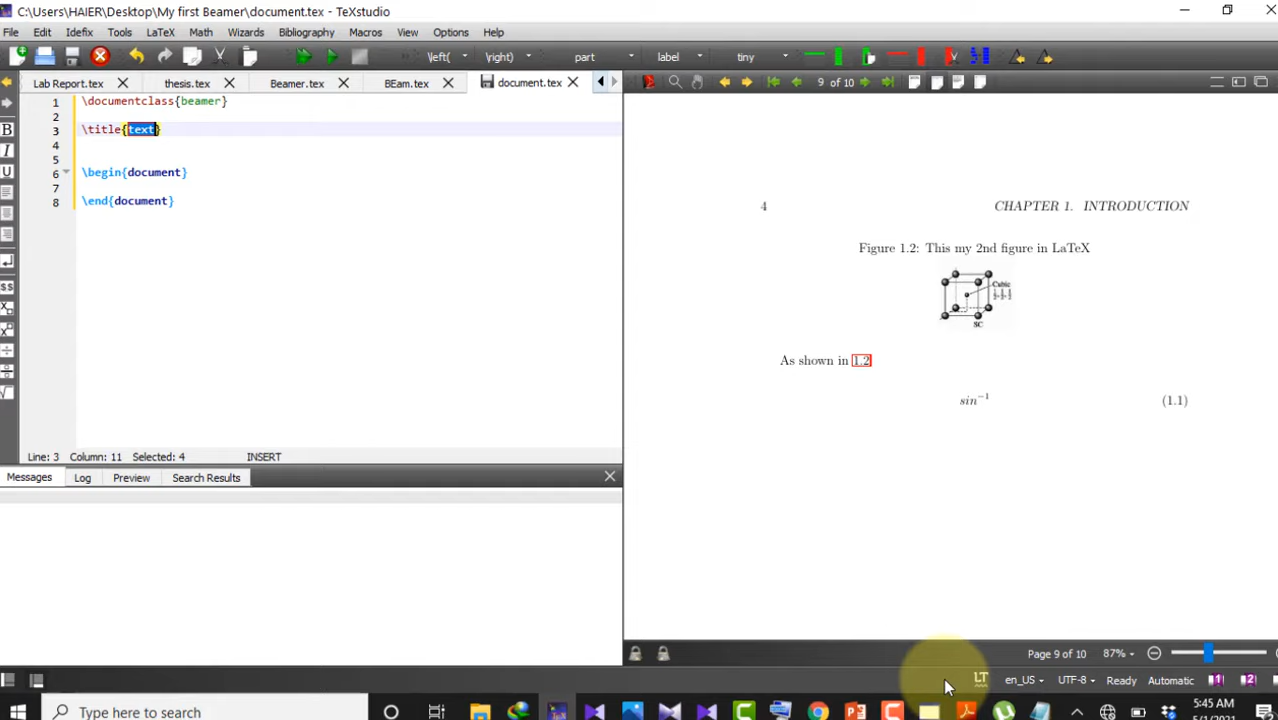 C:\Users\HAIER\Desktop\My first Beamer\document.tex - TeXstudio
File Edit Idefix Tools LaTeX Math Wizards Bibliography Macros View Options Help
\left( \right) part label tiny
Lab Report.tex thesis.tex Beamer.tex BEam.tex document.tex
9 of 10
1 \documentclass{beamer}
2
3 \title{text}
4
5
6 \begin{document}
7
8 \end{document}
B
I
U
$$
4 CHAPTER 1. INTRODUCTION
Figure 1.2: This my 2nd figure in LaTeX
Cubic
SC
As shown in 1.2
sin⁻¹ (1.1)
Line: 3 Column: 11 Selected: 4 INSERT
Messages Log Preview Search Results
Page 9 of 10 87%
LT en_US UTF-8 Ready Automatic
Type here to search
5:45 AM